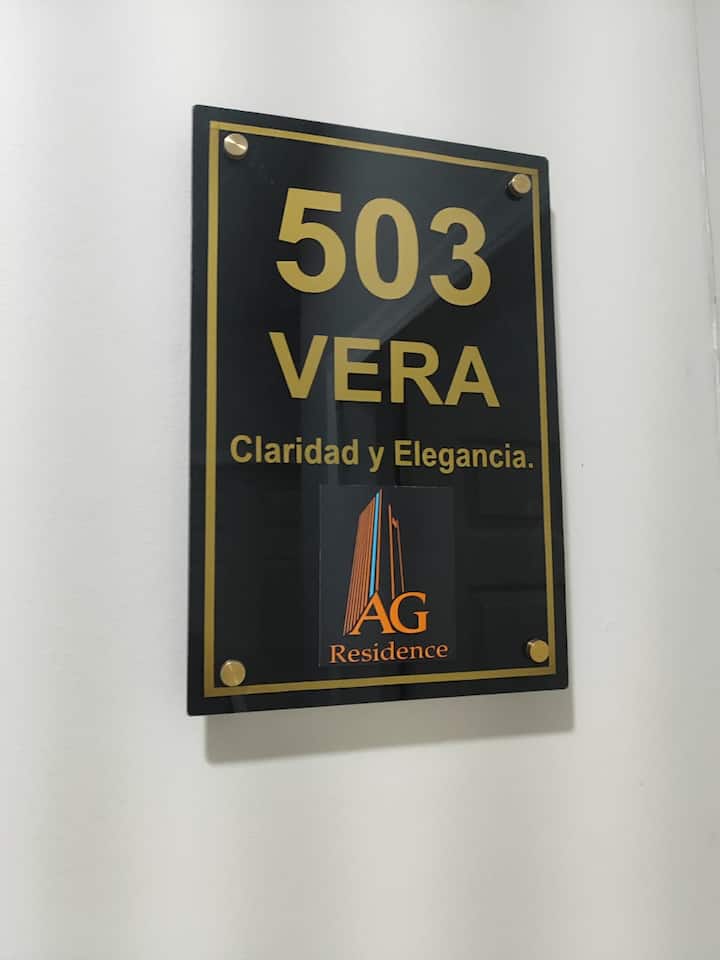 503
VERA
Claridad y Elegancia.
AG
Residence